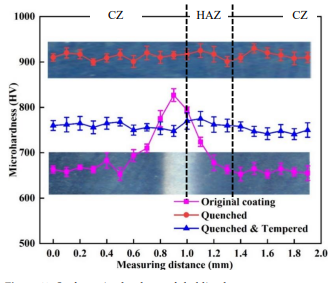 CZ HAZ CZ
1000
900
800
700
600
500
Microhardness (HV)
Original coating
Quenched
Quenched & Tempered
0.0 0.2 0.4 0.6 0.8 1.0 1.2 1.4 1.6 1.8 2.0
Measuring distance (mm)